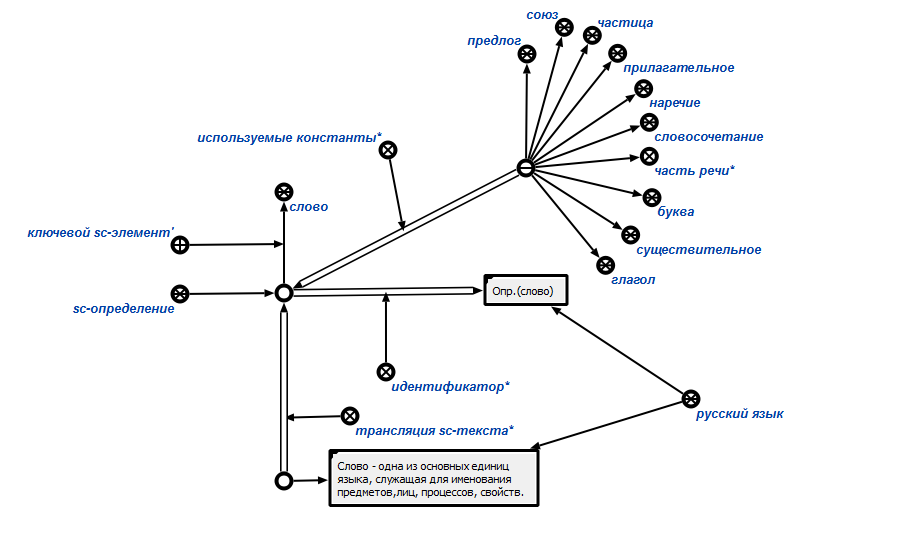 союз
частица
предлог
прилагательное
наречие
словосочетание
используемые константы*
часть речи*
слово
буква
ключевой sc-элемент'
существительное
глагол
Опр.(слово)
sc-определение
идентификатор*
русский язык
трансляция sc-текста*
Слово - одна из основных единиц
языка, служащая для именования
предметов,лиц, процессов, свойств.